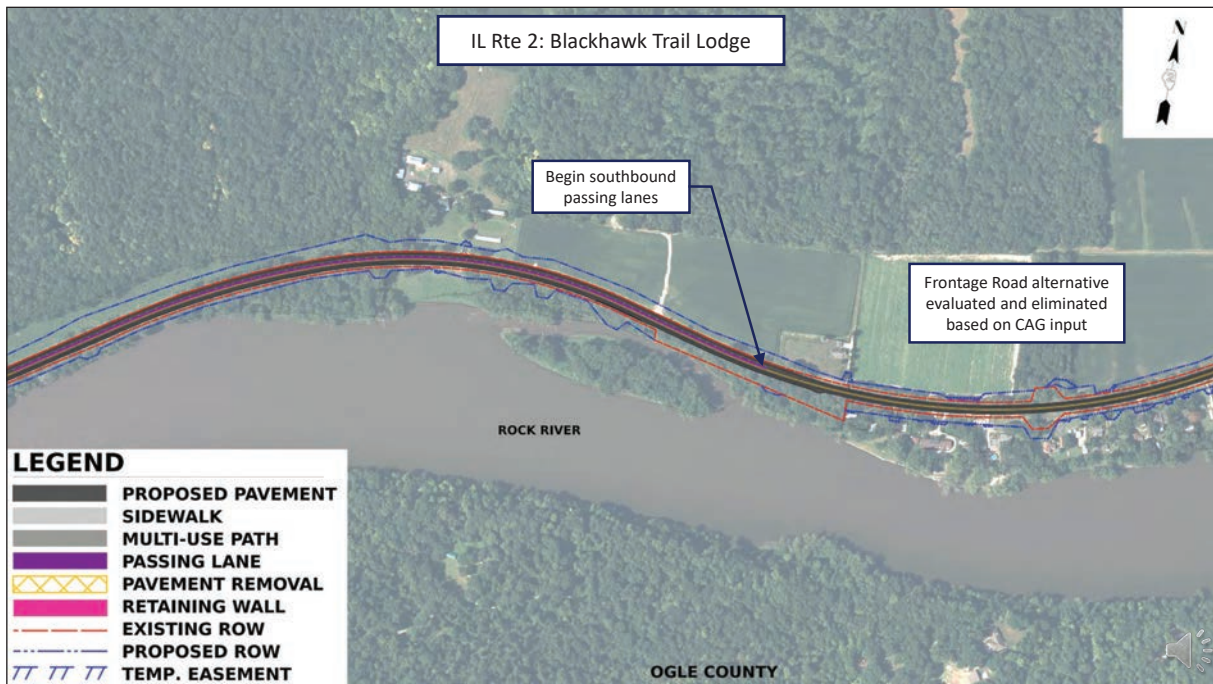 IL Rte 2: Blackhawk Trail Lodge
N
Begin southbound
passing lanes
Frontage Road alternative
evaluated and eliminated
based on CAG input
ROCK RIVER
LEGEND
PROPOSED PAVEMENT
SIDEWALK
MULTI-USE PATH
PASSING LANE
PAVEMENT REMOVAL
RETAINING WALL
EXISTING ROW
PROPOSED ROW
TEMP. EASEMENT
OGLE COUNTY